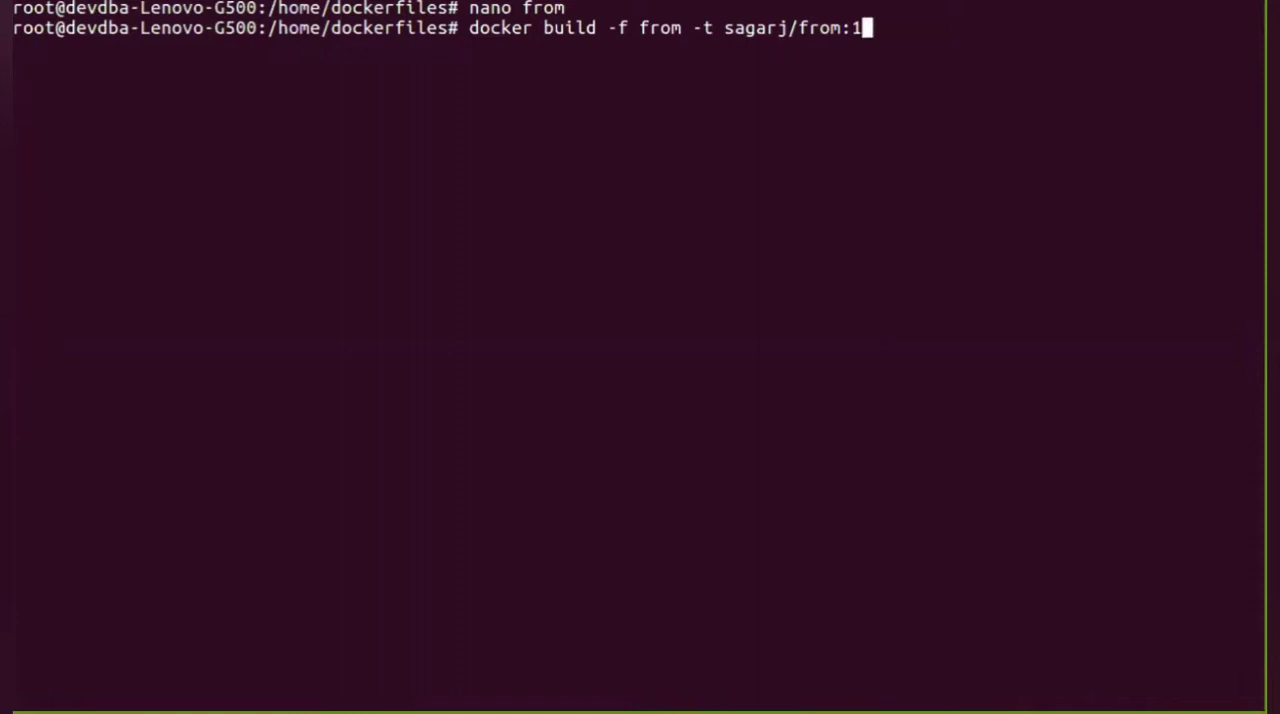 root@devdba-Lenovo-G500:/home/dockerfiles# nano from
root@devdba-Lenovo-G500:/home/dockerfiles# docker build -f from -t sagarj/from:1